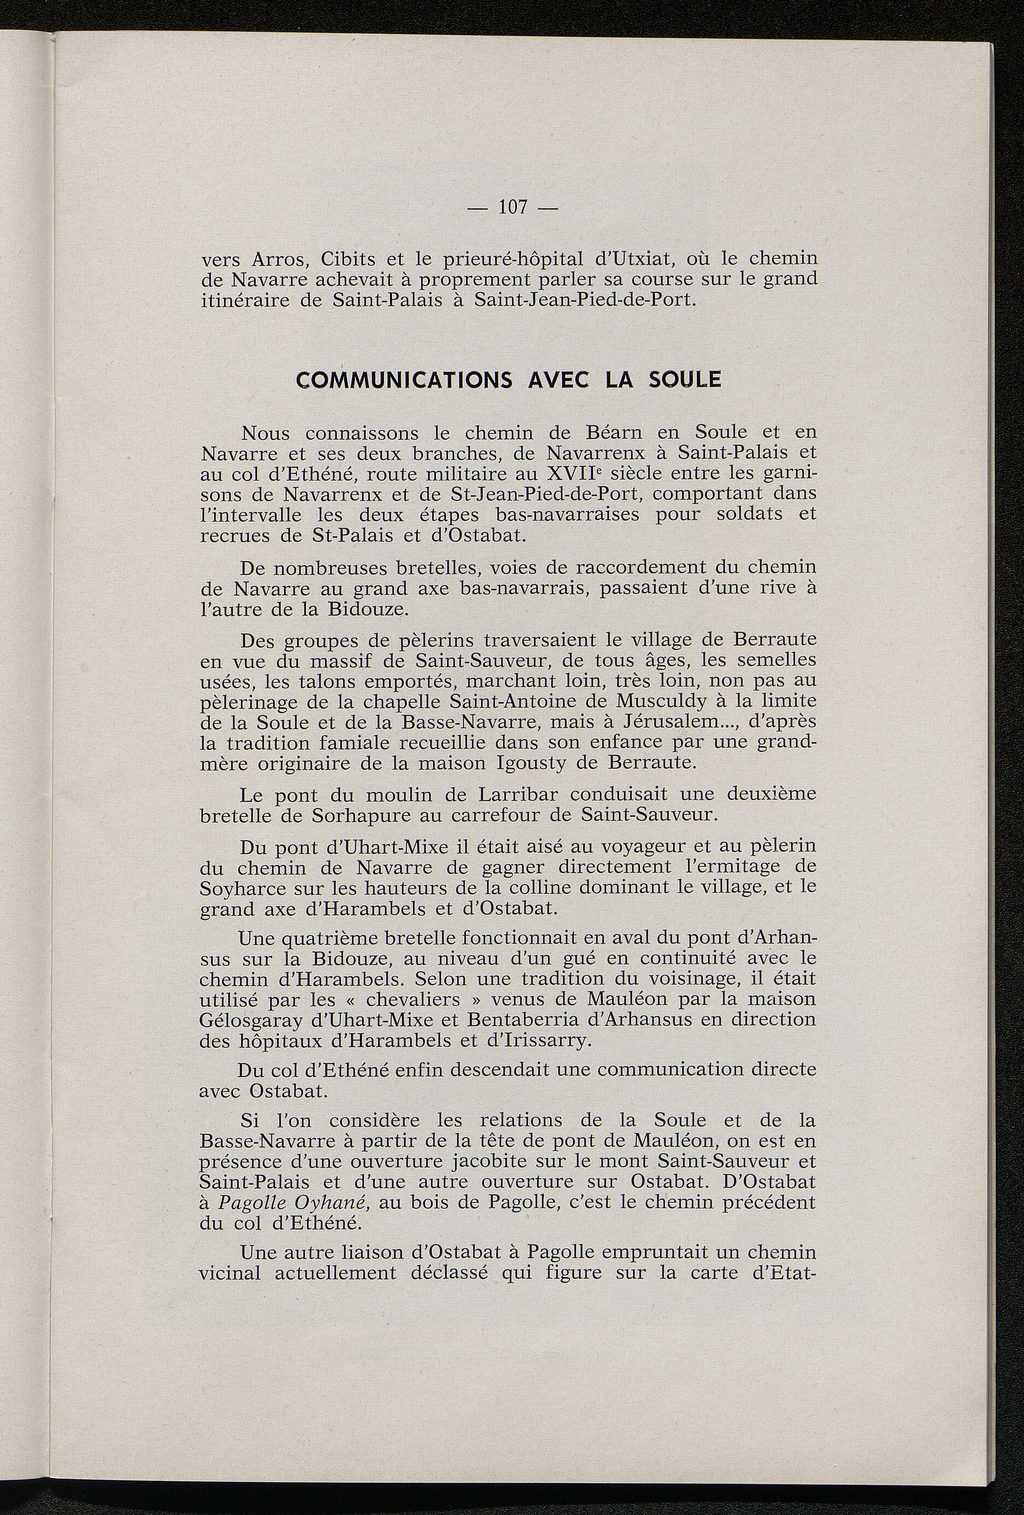 — 107 —
vers Arros, Cibits et le prieuré-hôpital d'Utxiat, où le chemin
de Navarre achevait à proprement parler sa course sur le grand
itinéraire de Saint-Palais à Saint-Jean-Pied-de-Port.
COMMUNICATIONS AVEC LA SOULE
Nous connaissons le chemin de Béarn en Soule et en
Navarre et ses deux branches, de Navarrenx à Saint-Palais et
au col d'Ethéné, route militaire au XVIIe siècle entre les garni-
sons de Navarrenx et de St-Jean-Pied-de-Port, comportant dans
l'intervalle les deux étapes bas-navarraises pour soldats et
recrues de St-Palais et d'Ostabat.
De nombreuses bretelles, voies de raccordement du chemin
de Navarre au grand axe bas-navarrais, passaient d'une rive à
l'autre de la Bidouze.
Des groupes de pèlerins traversaient le village de Berraute
en vue du massif de Saint-Sauveur, de tous âges, les semelles
usées, les talons emportés, marchant loin, très loin, non pas au
pèlerinage de la chapelle Saint-Antoine de Musculdy à la limite
de la Soule et de la Basse-Navarre, mais à Jérusalem..., d'après
la tradition famiale recueillie dans son enfance par une grand-
mère originaire de la maison Igousty de Berraute.
Le pont du moulin de Larribar conduisait une deuxième
bretelle de Sorhapure au carrefour de Saint-Sauveur.
Du pont d'Uhart-Mixe il était aisé au voyageur et au pèlerin
du chemin de Navarre de gagner directement l'ermitage de
Soyharce sur les hauteurs de la colline dominant le village, et le
grand axe d'Harambels et d'Ostabat.
Une quatrième bretelle fonctionnait en aval du pont d'Arhan-
sus sur la Bidouze, au niveau d'un gué en continuité avec le
chemin d'Harambels. Selon une tradition du voisinage, il était
utilisé par les « chevaliers » venus de Mauléon par la maison
Gélosgaray d'Uhart-Mixe et Bentaberria d'Arhansus en direction
des hôpitaux d'Harambels et d'Irissarry.
Du col d'Ethéné enfin descendait une communication directe
avec Ostabat.
Si l'on considère les relations de la Soule et de la
Basse-Navarre à partir de la tête de pont de Mauléon, on est en
présence d'une ouverture jacobite sur le mont Saint-Sauveur et
Saint-Palais et d'une autre ouverture sur Ostabat. D'Ostabat
à Pagolle Oyhané, au bois de Pagolle, c'est le chemin précédent
du col d'Ethéné.
Une autre liaison d'Ostabat à Pagolle empruntait un chemin
vicinal actuellement déclassé qui figure sur la carte d'Etat-